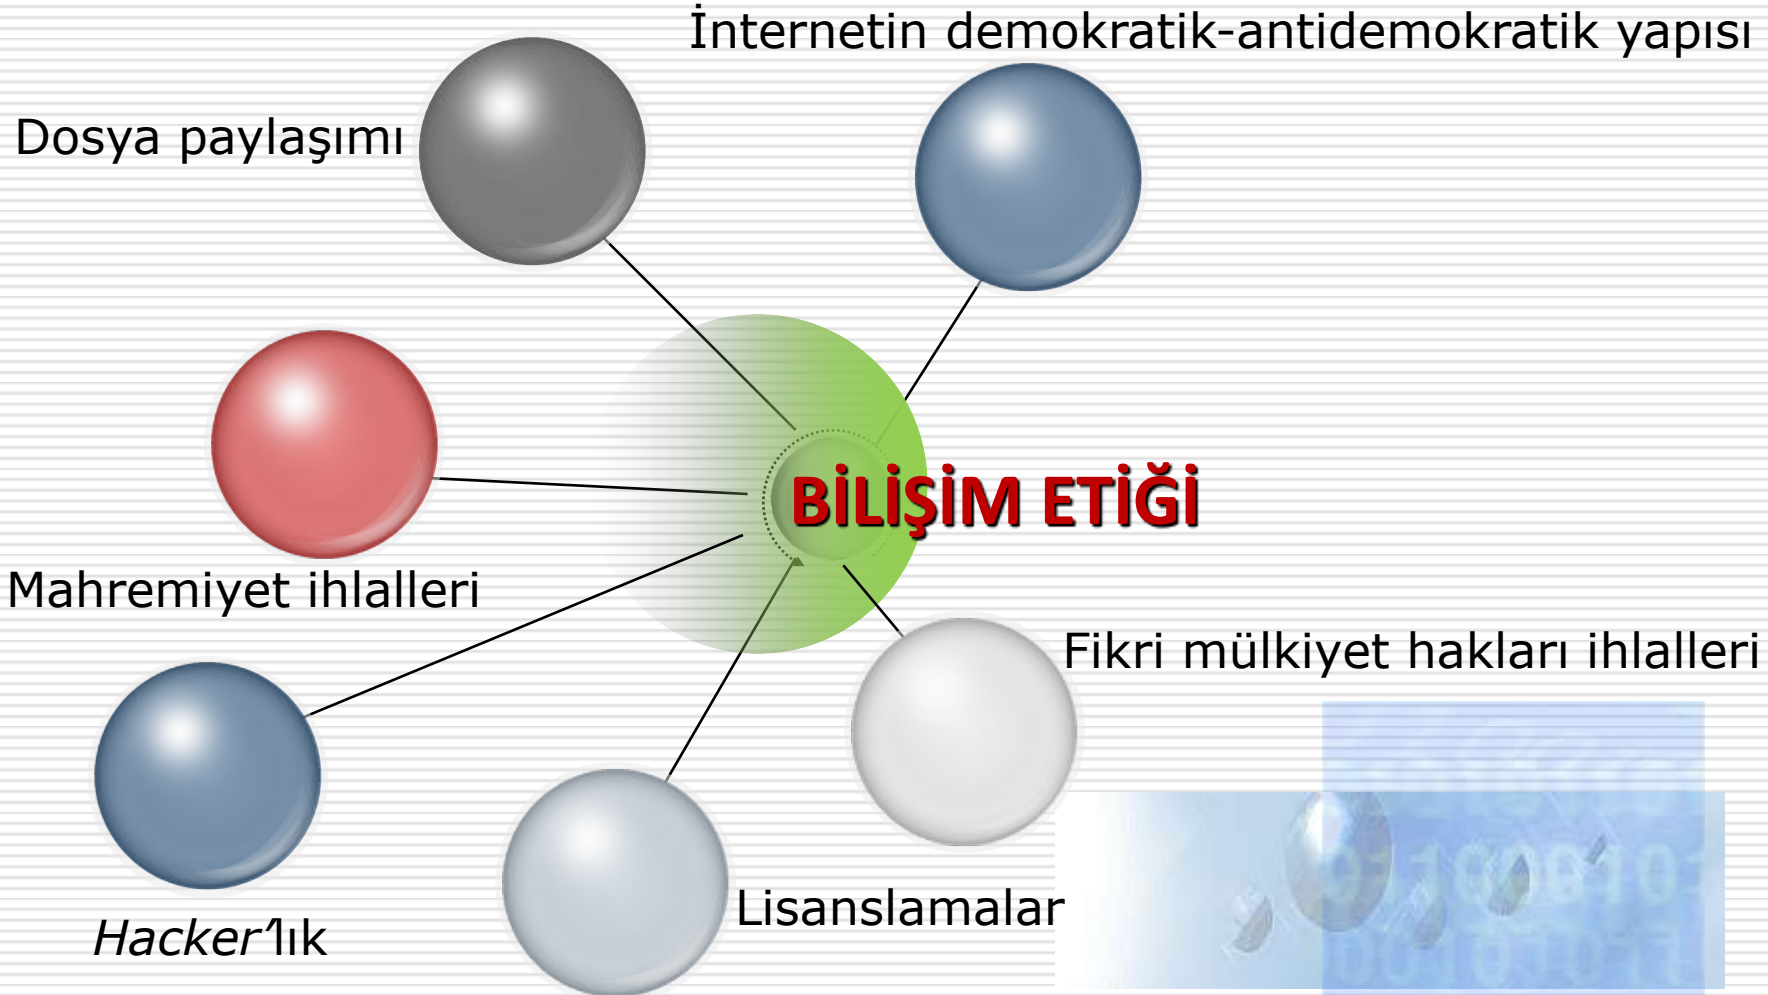 İnternetin demokratik-antidemokratik yapısı
Dosya paylaşımı
BİLİŞİM ETİĞİ
Mahremiyet ihlalleri
Fikri mülkiyet hakları ihlalleri
Lisanslamalar
Hacker’lık